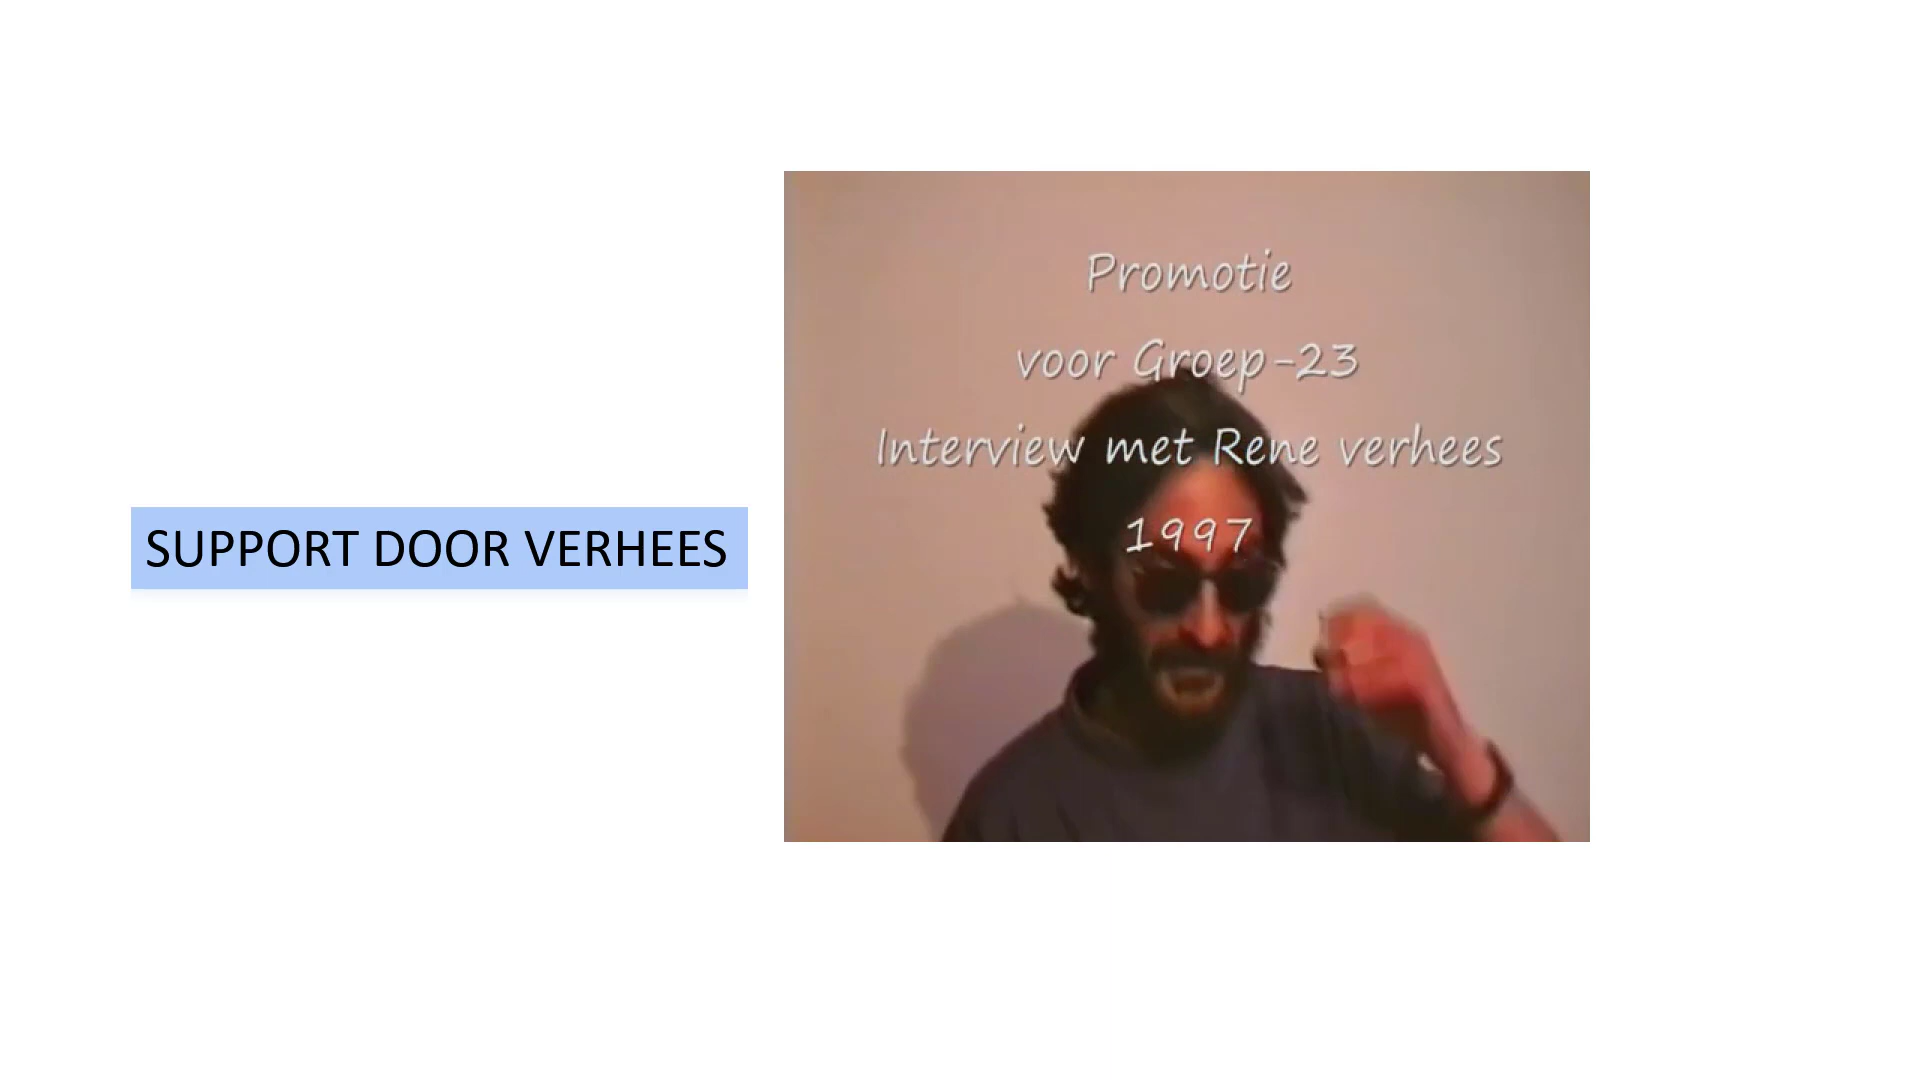 SUPPORT DOOR VERHEES
Promotie
voor Groep-23
Interview met Rene verhees
1997